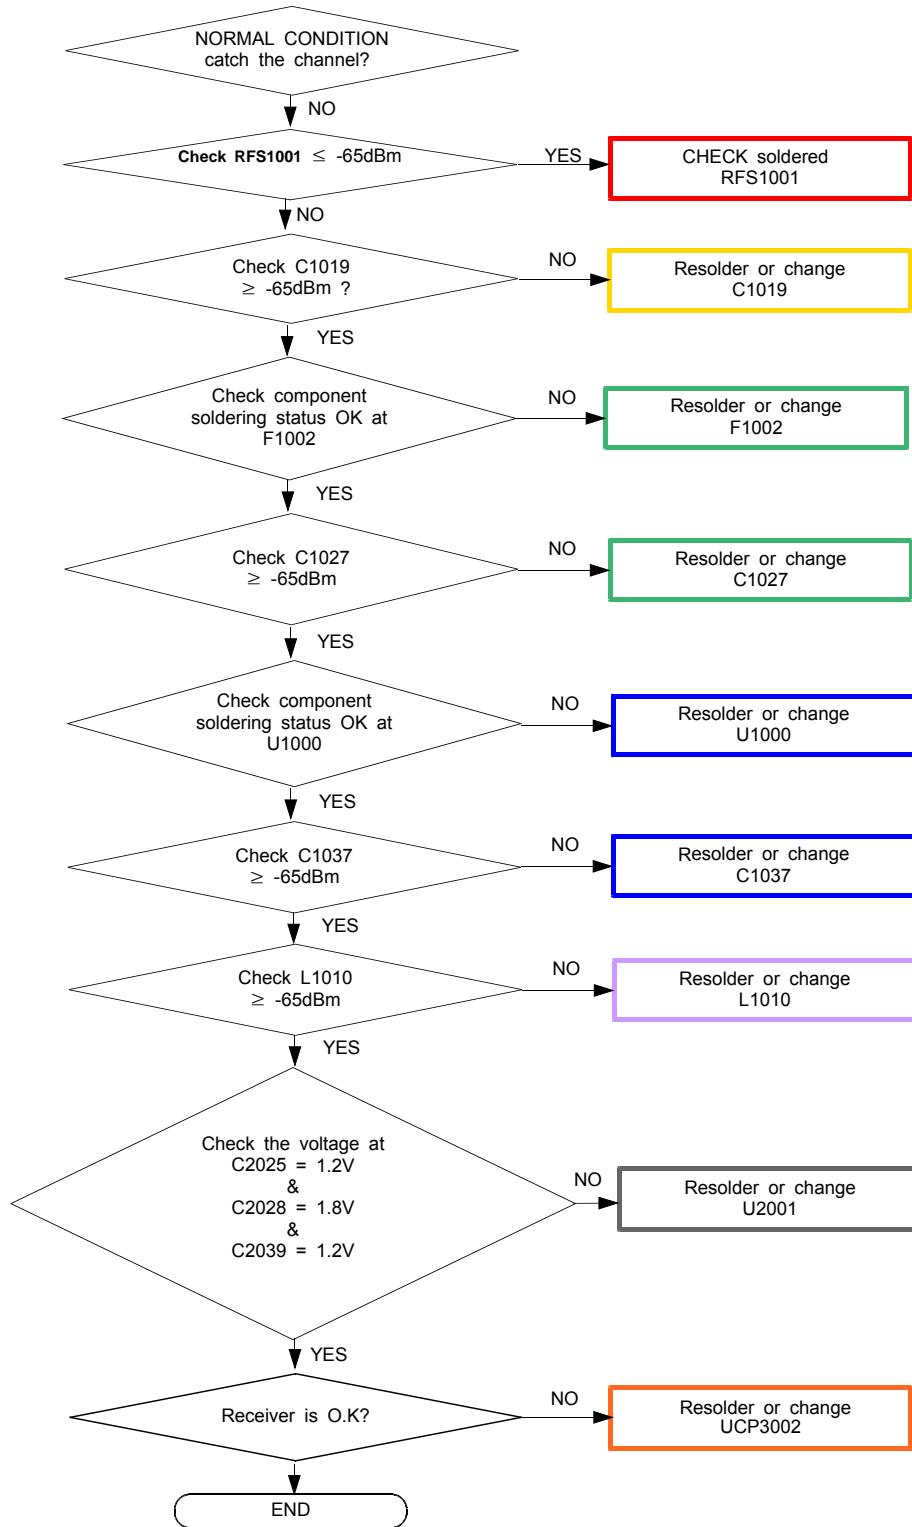 NORMAL CONDITION
catch the channel?
NO
Check RFS1001 ≤ -65dBm
YES
CHECK soldered
RFS1001
NO
Check C1019
≥ -65dBm ?
NO
Resolder or change
C1019
YES
Check component
soldering status OK at
F1002
NO
Resolder or change
F1002
YES
Check C1027
≥ -65dBm
NO
Resolder or change
C1027
YES
Check component
soldering status OK at
U1000
NO
Resolder or change
U1000
YES
Check C1037
≥ -65dBm
NO
Resolder or change
C1037
YES
Check L1010
≥ -65dBm
NO
Resolder or change
L1010
YES
Check the voltage at
C2025 = 1.2V
&
C2028 = 1.8V
&
C2039 = 1.2V
NO
Resolder or change
U2001
YES
Receiver is O.K?
NO
Resolder or change
UCP3002
END